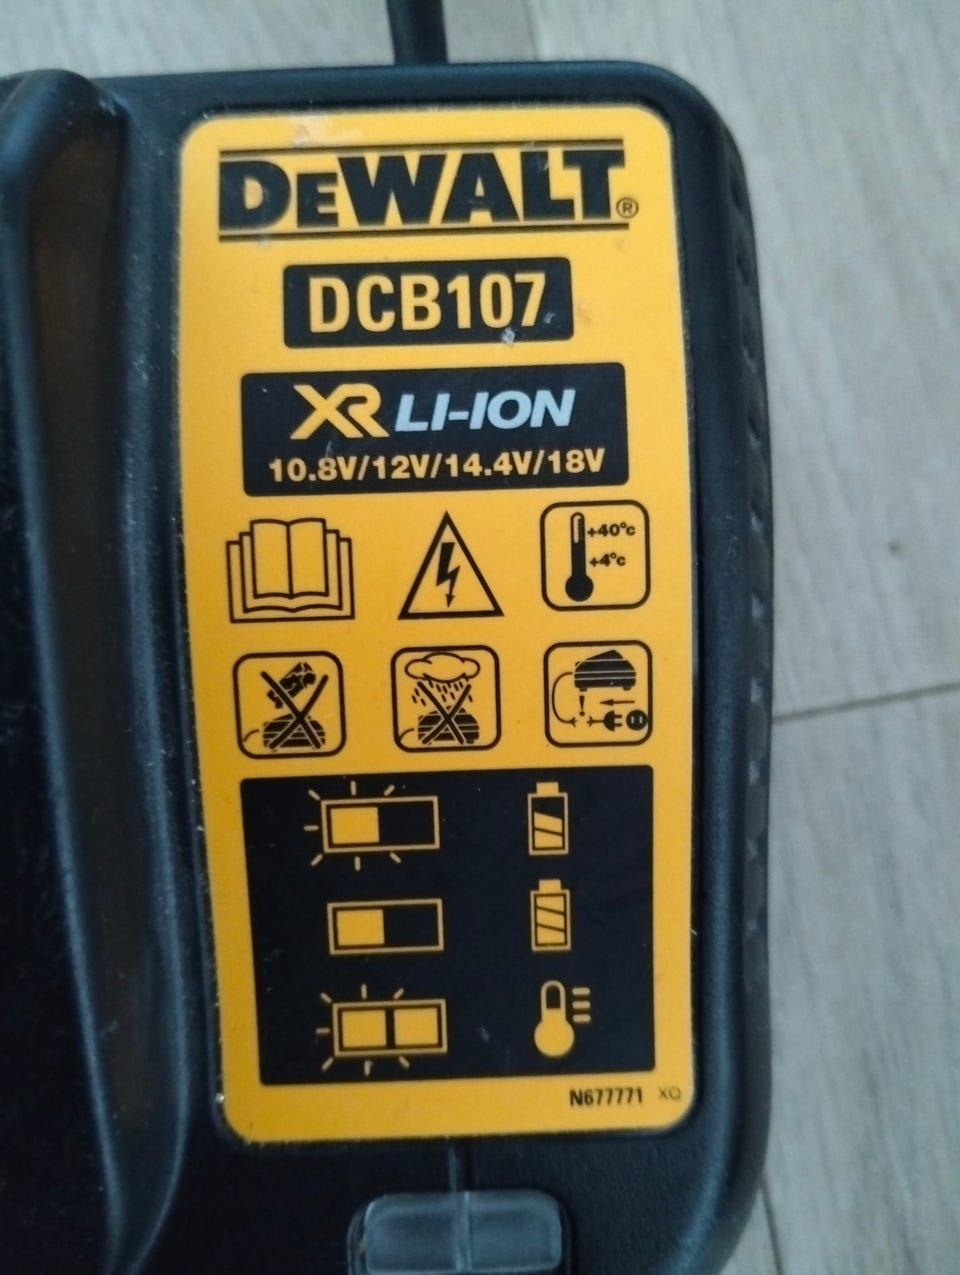 DEWALT®
DCB107
XR LI-ION
10.8V/12V/14.4V/18V
+40°c
+4°c
N677771 XQ